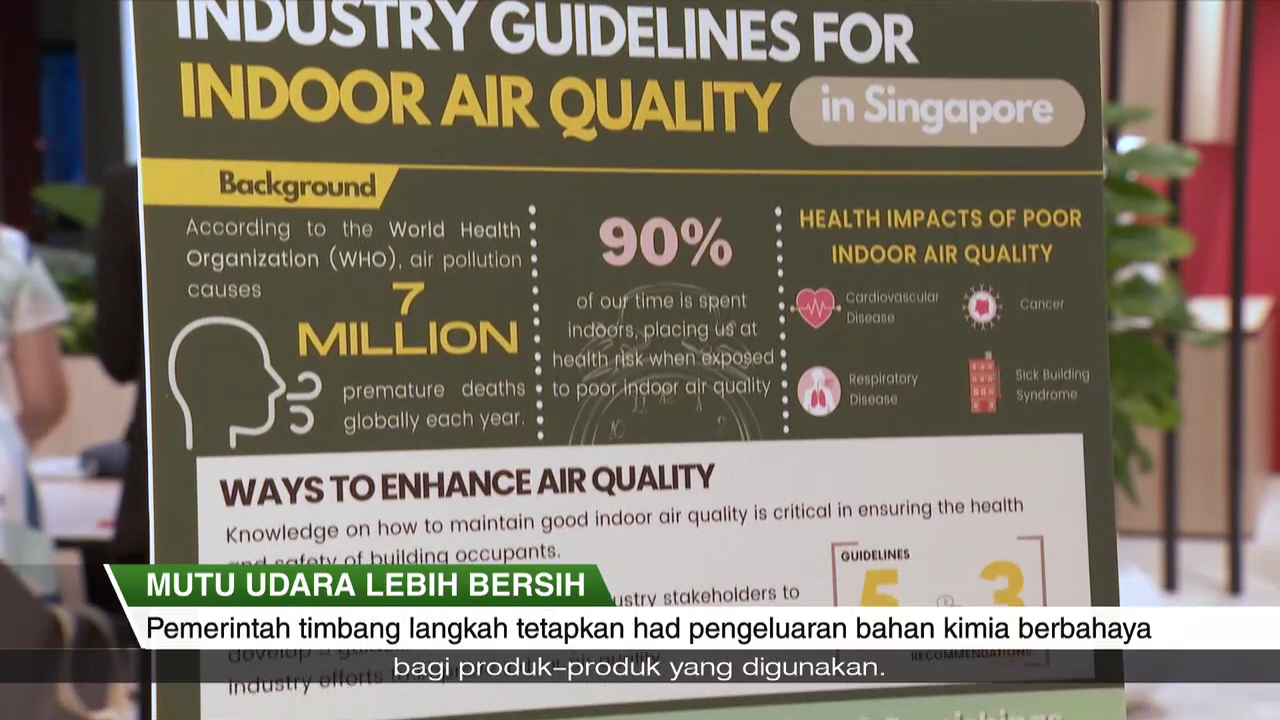 INDUSTRY GUIDELINES FOR
INDOOR AIR QUALITY in Singapore
Background
According to the World Health
Organization (WHO), air pollution
causes
7
MILLION
premature deaths
globally each year.
90%
of our time is spent
indoors, placing us at
health risk when exposed
to poor indoor air quality
HEALTH IMPACTS OF POOR
INDOOR AIR QUALITY
Cardiovascular
Disease
Cancer
Respiratory
Disease
Sick Building
Syndrome
WAYS TO ENHANCE AIR QUALITY
Knowledge on how to maintain good indoor air quality is critical in ensuring the health
and safety of building occupants.
stakeholders to
GUIDELINES
5 & 3
RECOMMENDATIONS
industry efforts
MUTU UDARA LEBIH BERSIH
Pemerintah timbang langkah tetapkan had pengeluaran bahan kimia berbahaya
bagi produk-produk yang digunakan.